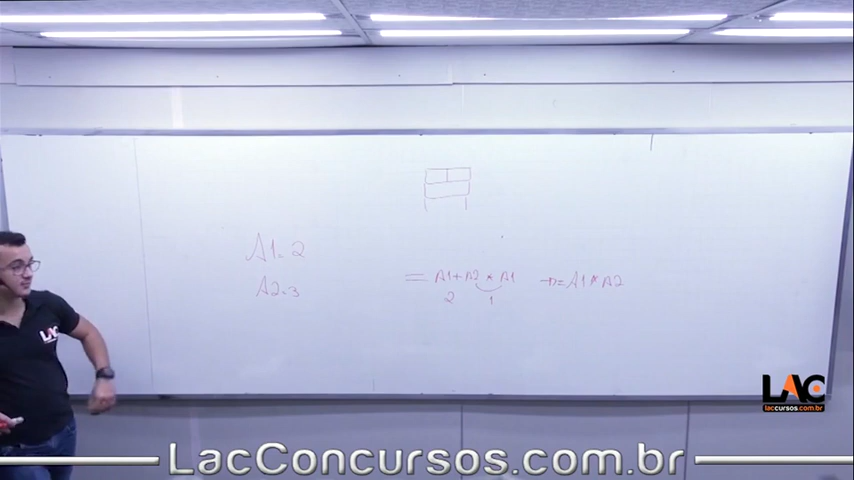 A1=2
A2=3
= A1+A2 * A1 → = A1*A2
2 1
LAC
LAC
laccursos.com.br
LacConcursos.com.br